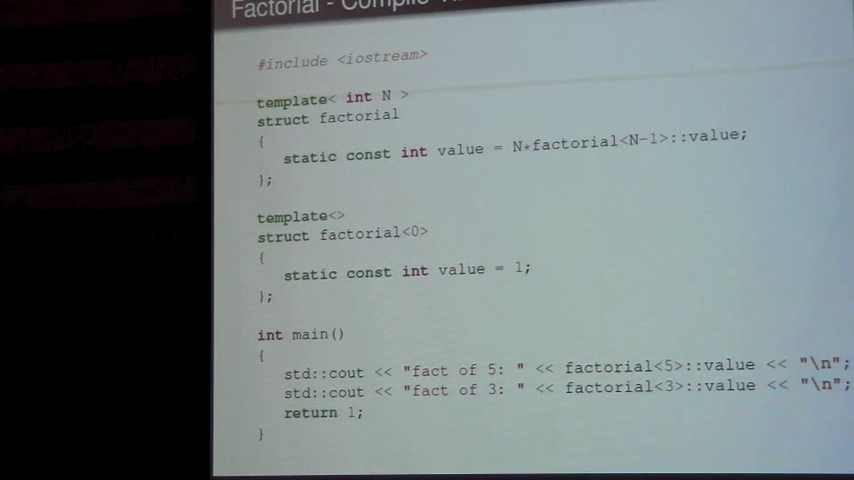 Factorial - Compile
#include <iostream>
template< int N >
struct factorial
{
static const int value = N*factorial<N-1>::value;
};
template<>
struct factorial<0>
{
static const int value = 1;
};
int main()
{
std::cout << "fact of 5: " << factorial<5>::value << "\n";
std::cout << "fact of 3: " << factorial<3>::value << "\n";
return 1;
}